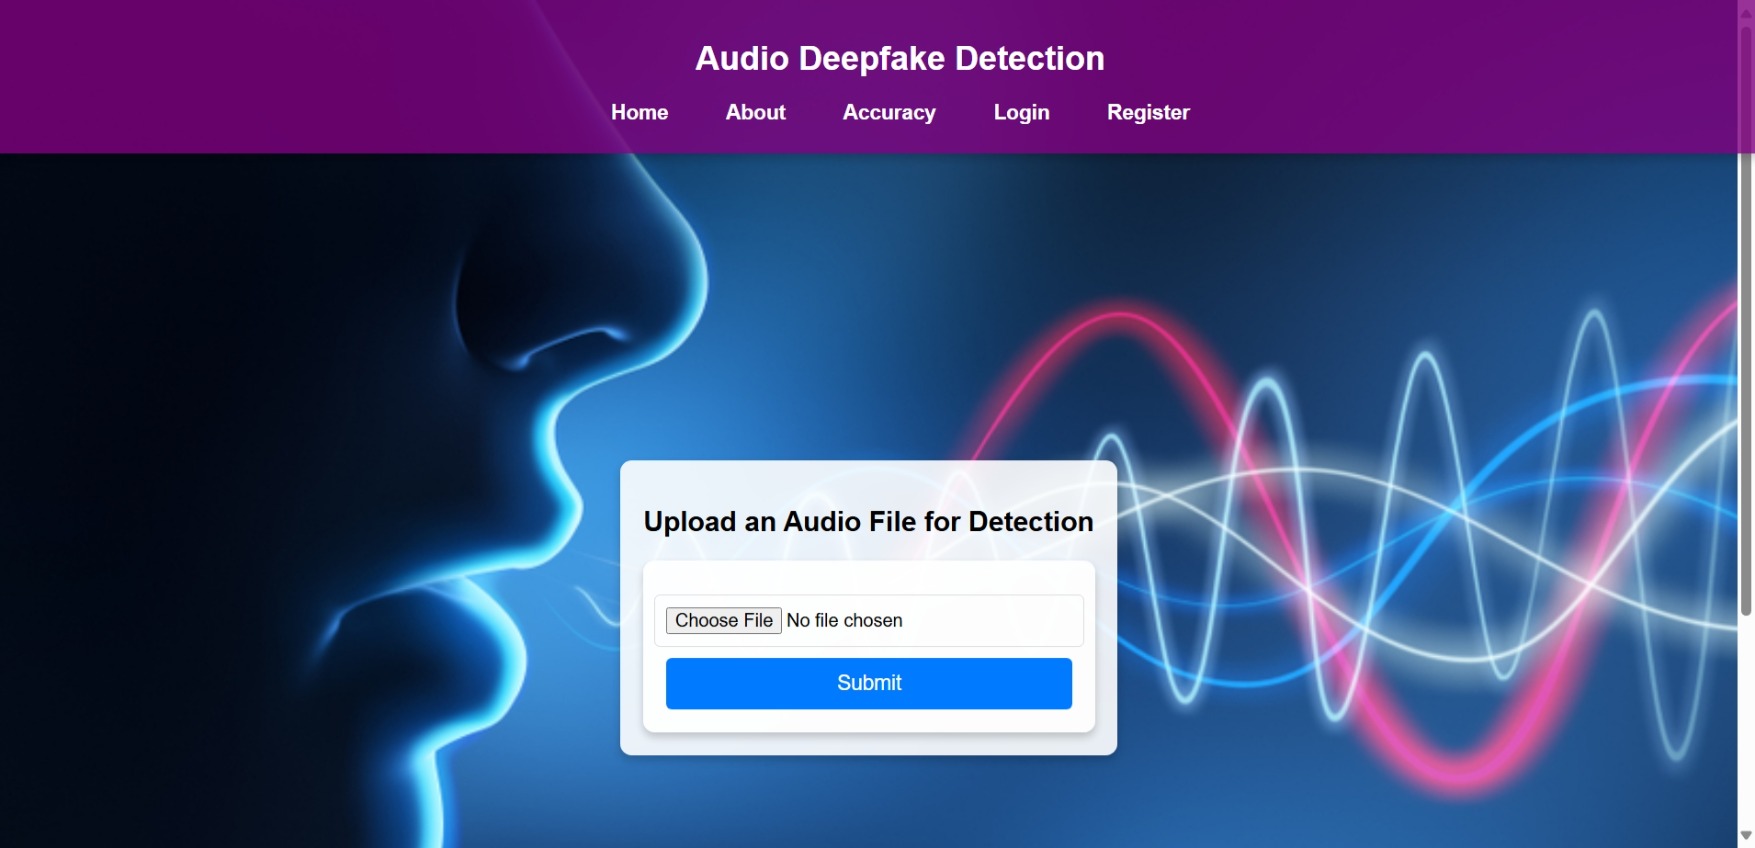 Audio Deepfake Detection
Home About Accuracy Login Register
Upload an Audio File for Detection
Choose File No file chosen
Submit